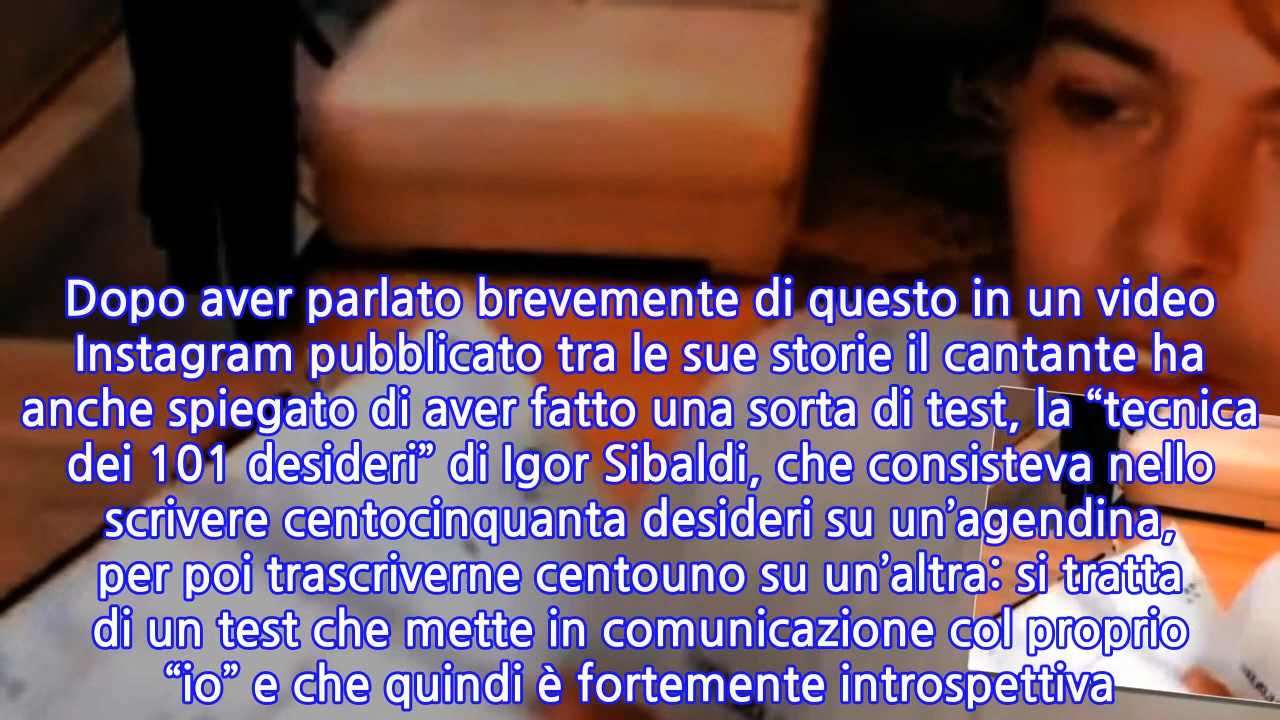 Dopo aver parlato brevemente di questo in un video
Instagram pubblicato tra le sue storie il cantante ha
anche spiegato di aver fatto una sorta di test, la “tecnica
dei 101 desideri” di Igor Sibaldi, che consisteva nello
scrivere centocinquanta desideri su un’agendina,
per poi trascriverne centouno su un’altra: si tratta
di un test che mette in comunicazione col proprio
“io” e che quindi è fortemente introspettiva